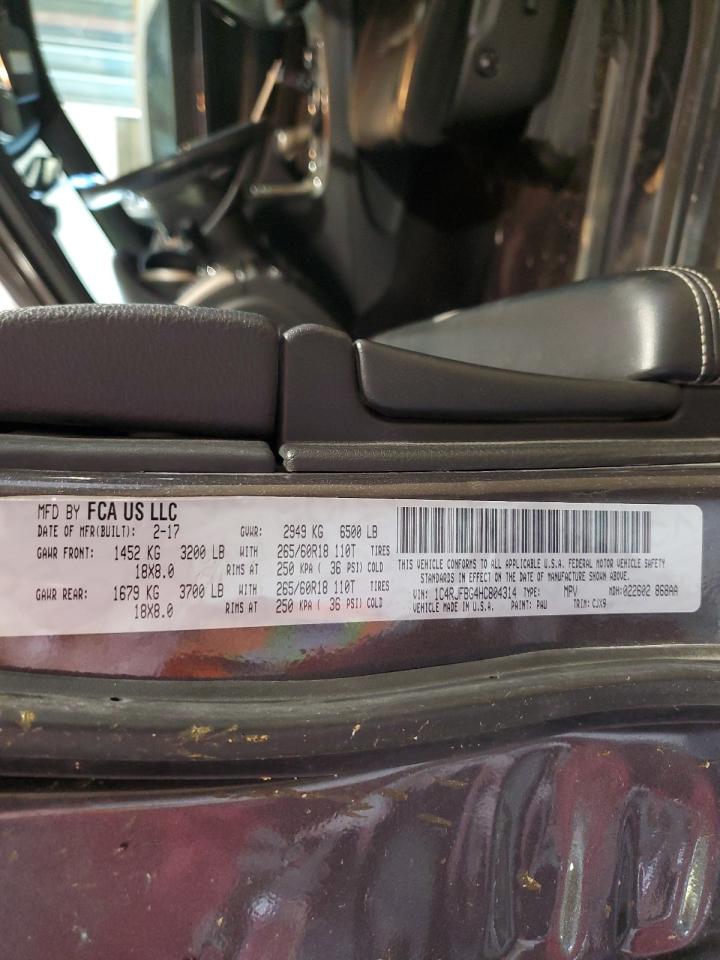 MFD BY FCA US LLC
DATE OF MFR(BUILT): 2-17 GVWR: 2949 KG 6500 LB
GAWR FRONT: 1452 KG 3200 LB WITH 265/60R18 110T TIRES
18X8.0 RIMS AT 250 KPA ( 36 PSI) COLD
GAWR REAR: 1679 KG 3700 LB WITH 265/60R18 110T TIRES
18X8.0 RIMS AT 250 KPA ( 36 PSI) COLD
THIS VEHICLE CONFORMS TO ALL APPLICABLE U.S.A. FEDERAL MOTOR VEHICLE SAFETY
STANDARDS IN EFFECT ON THE DATE OF MANUFACTURE SHOWN ABOVE.
VIN: 1C4RJFBG4HC804314 TYPE: MPV MDH:022602 868AA
VEHICLE MADE IN U.S.A. PAINT: PAU TRIM: CJX9